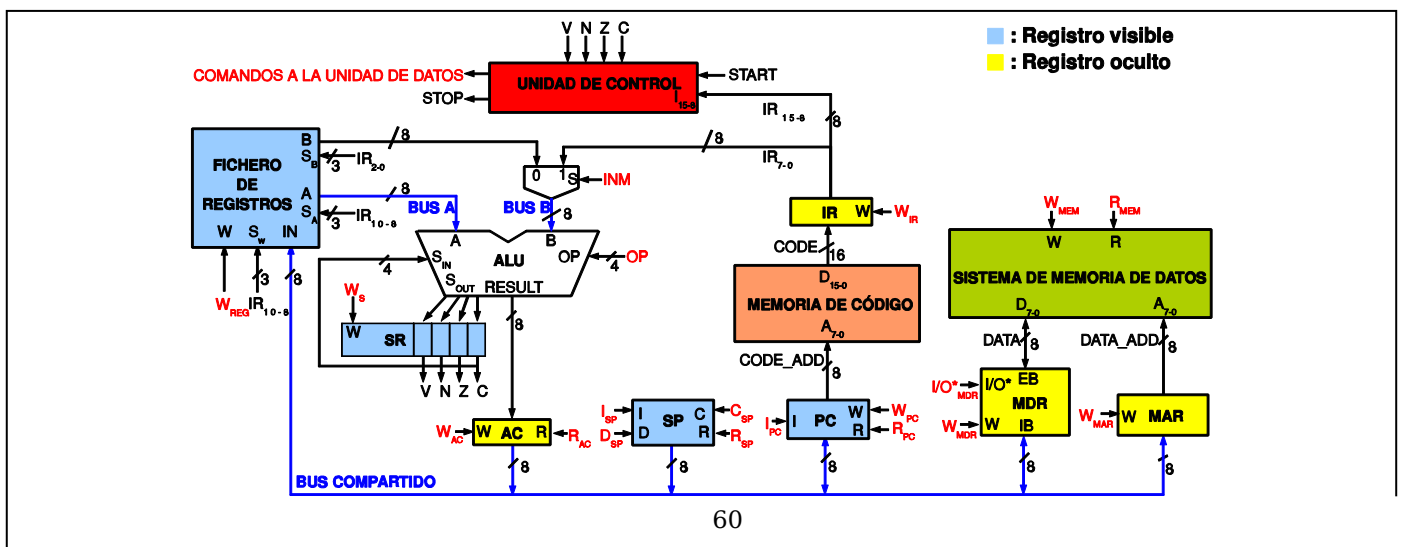 V N Z C
: Registro visible
: Registro oculto
COMANDOS A LA UNIDAD DE DATOS
UNIDAD DE CONTROL
START
STOP
I15-8
IR 15-8
8
B
8
SB
3
IR2-0
FICHERO
DE
REGISTROS
A
8
SA
3
IR10-8
W SW IN
WREG
3
IR10-8
8
BUS A
0 1
S
INM
8
IR7-0
BUS B
8
A B
ALU
SIN
4
OP
4
OP
SOUT
RESULT
WS
W
SR
8
V N Z C
IR W
WIR
CODE
16
D15-0
MEMORIA DE CÓDIGO
A7-0
CODE_ADD
8
WMEM RMEM
W R
SISTEMA DE MEMORIA DE DATOS
D7-0 A7-0
DATA
8
DATA_ADD
8
WAC
W AC R
RAC
8
ISP
I SP C
CSP
DSP
D R
RSP
8
IPC
I PC W
WPC
R
RPC
8
I/O*MDR
I/O* EB
MDR
WMDR
W IB
8
WMAR
W MAR
8
BUS COMPARTIDO
60